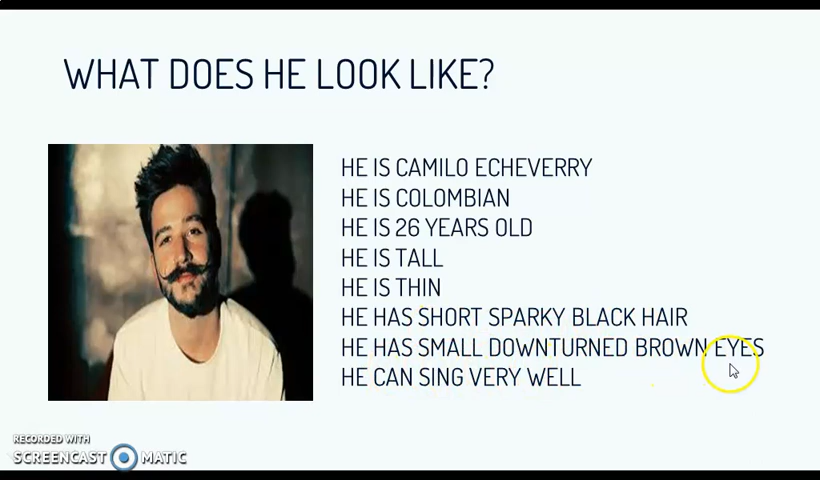 WHAT DOES HE LOOK LIKE?
HE IS CAMILO ECHEVERRY
HE IS COLOMBIAN
HE IS 26 YEARS OLD
HE IS TALL
HE IS THIN
HE HAS SHORT SPARKY BLACK HAIR
HE HAS SMALL DOWNTURNED BROWN EYES
HE CAN SING VERY WELL
RECORDED WITH
SCREENCAST MATIC